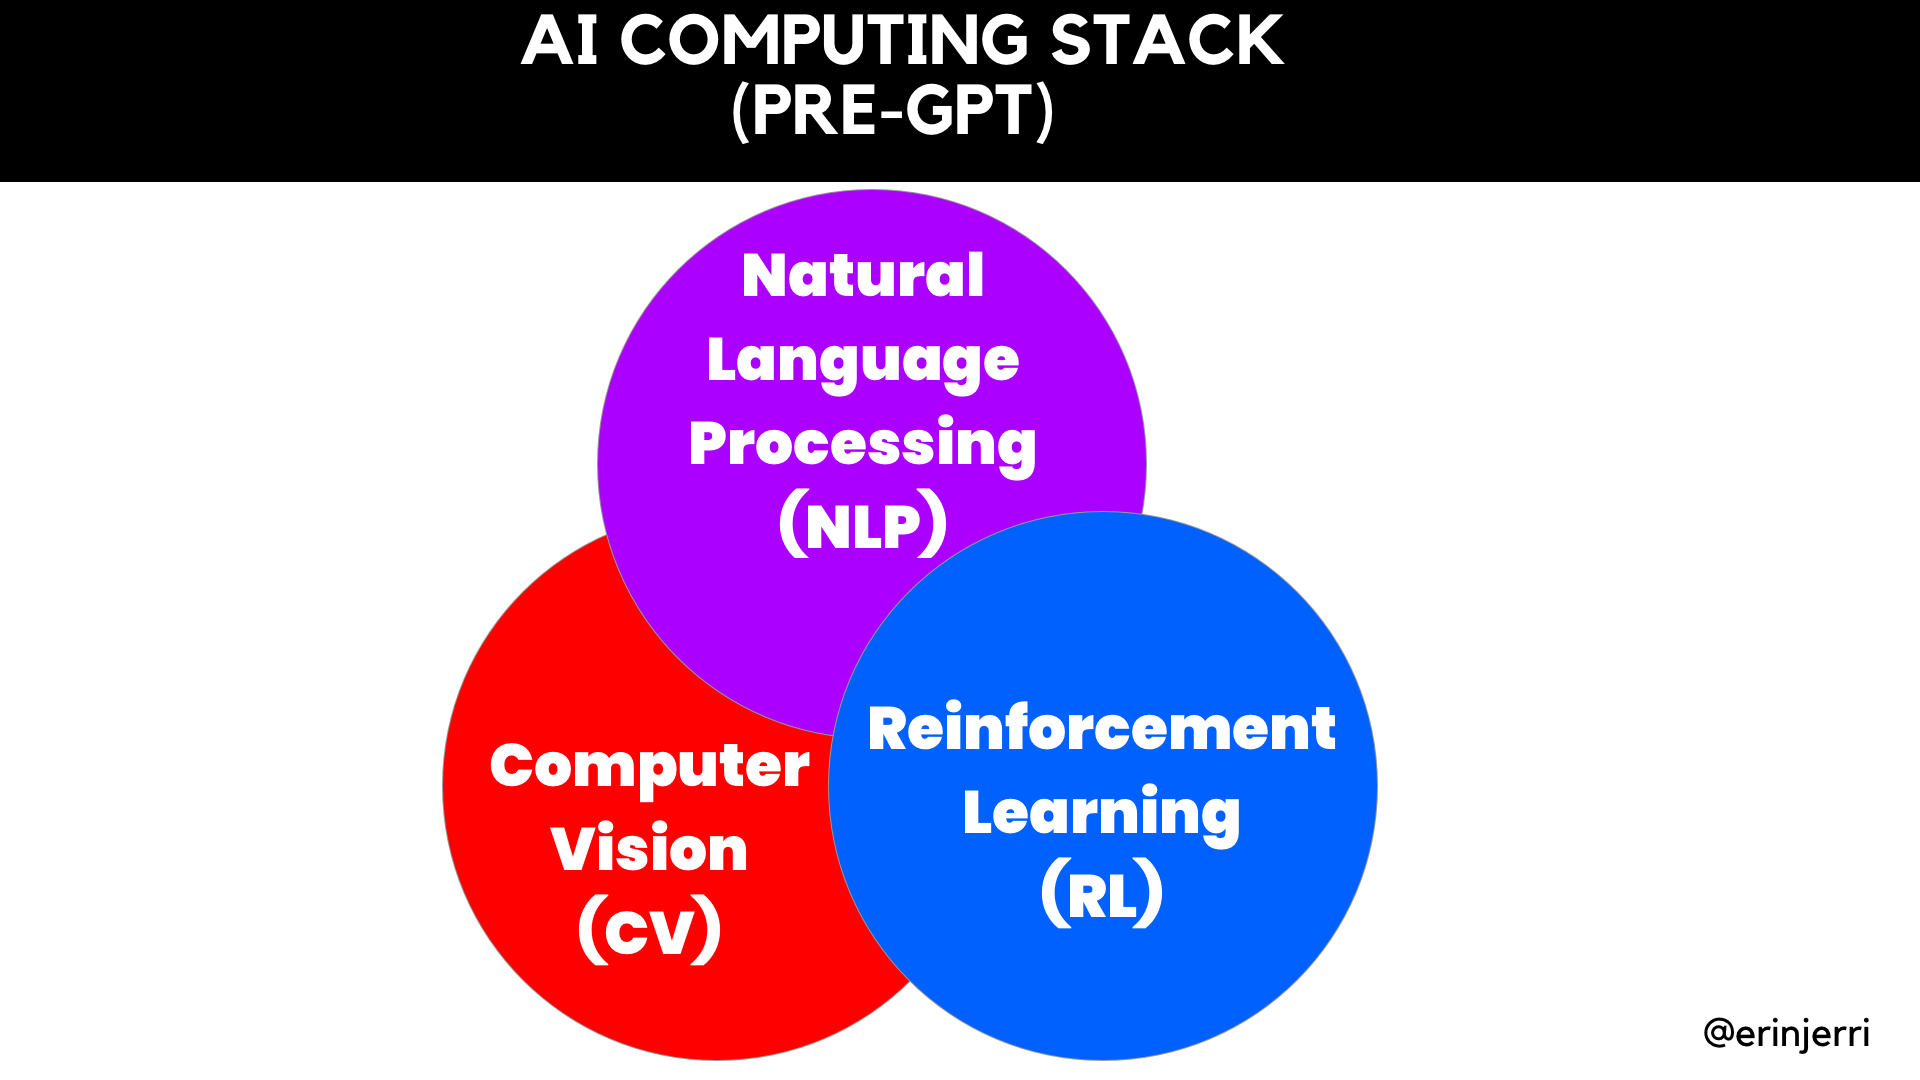 AI COMPUTING STACK
(PRE-GPT)
Natural
Language
Processing
(NLP)
Computer
Vision
(CV)
Reinforcement
Learning
(RL)
@erinjerri